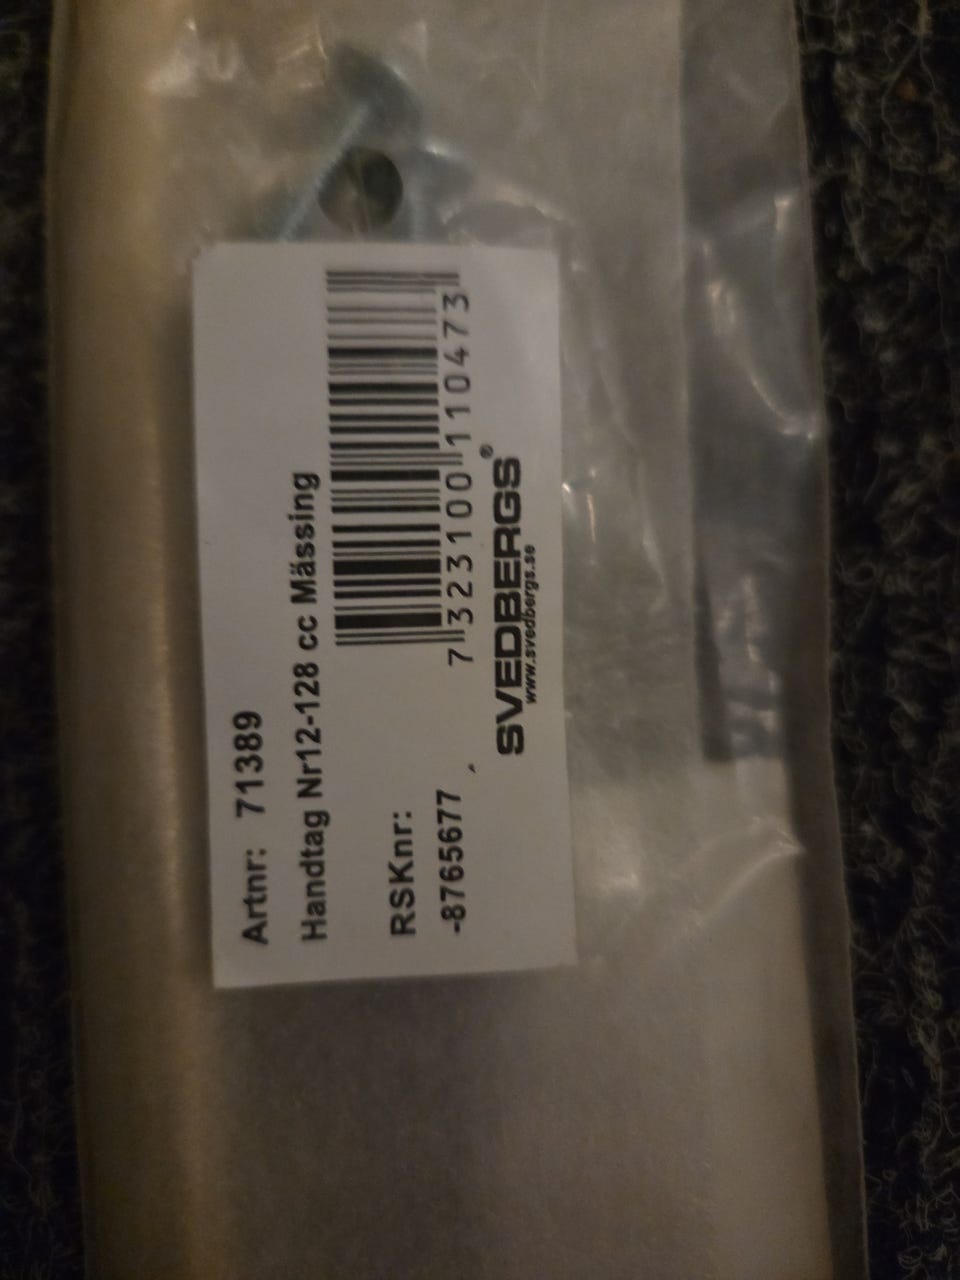 Artnr: 71389
Handtag Nr12-128 cc Mässing
RSKnr:
-8765677
7 323100 110473
SVEDBERGS®
www.svedbergs.se